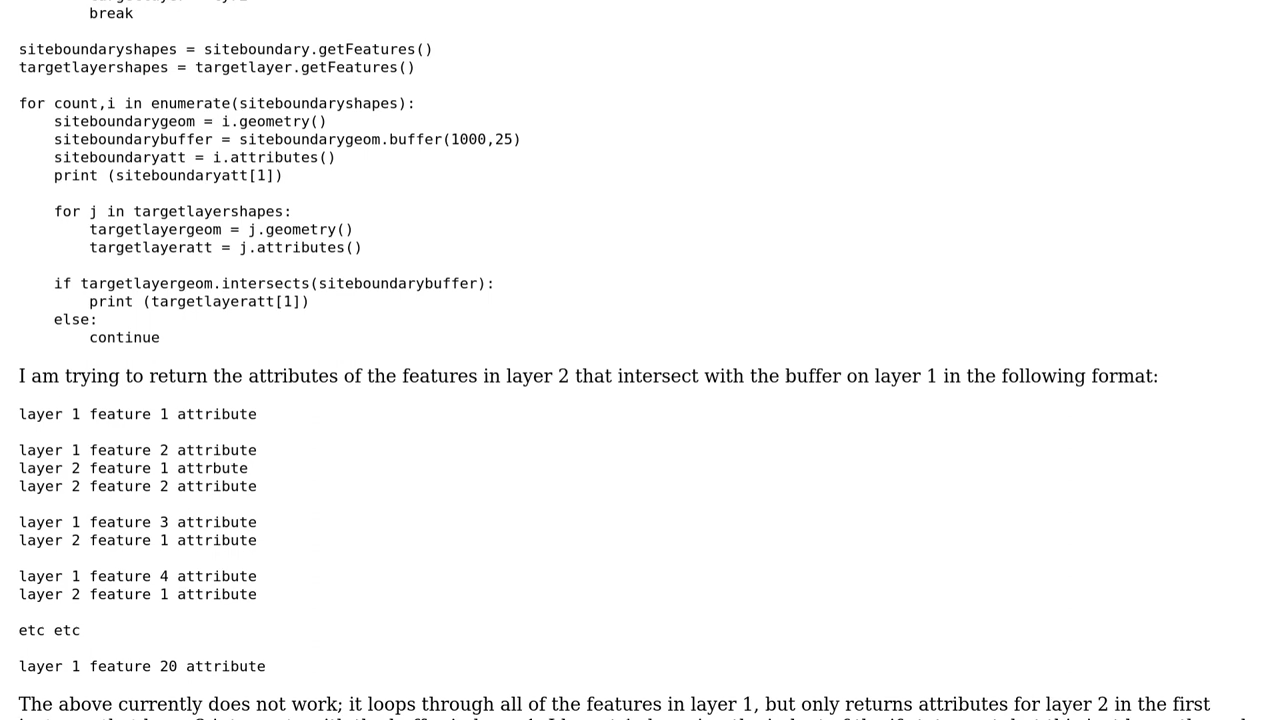 break
siteboundaryshapes = siteboundary.getFeatures()
targetlayershapes = targetlayer.getFeatures()
for count,i in enumerate(siteboundaryshapes):
    siteboundarygeom = i.geometry()
    siteboundarybuffer = siteboundarygeom.buffer(1000,25)
    siteboundaryatt = i.attributes()
    print (siteboundaryatt[1])
    for j in targetlayershapes:
        targetlayergeom = j.geometry()
        targetlayeratt = j.attributes()
    if targetlayergeom.intersects(siteboundarybuffer):
        print (targetlayeratt[1])
    else:
        continue
I am trying to return the attributes of the features in layer 2 that intersect with the buffer on layer 1 in the following format:
layer 1 feature 1 attribute
layer 1 feature 2 attribute
layer 2 feature 1 attrbute
layer 2 feature 2 attribute
layer 1 feature 3 attribute
layer 2 feature 1 attribute
layer 1 feature 4 attribute
layer 2 feature 1 attribute
etc etc
layer 1 feature 20 attribute
The above currently does not work; it loops through all of the features in layer 1, but only returns attributes for layer 2 in the first